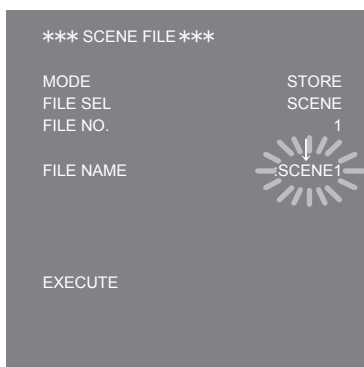 *** SCENE FILE ***
MODE STORE
FILE SEL SCENE
FILE NO. 1
↓
FILE NAME :SCENE1
EXECUTE